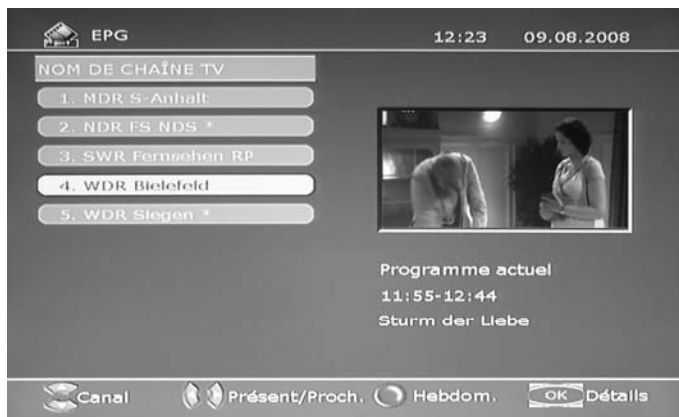 EPG
12:23 09.08.2008
NOM DE CHAÎNE TV
1. MDR S-Anhalt
2. NDR FS NDS *
3. SWR Fernsehen RP
4. WDR Bielefeld
5. WDR Siegen *
Programme actuel
11:55-12:44
Sturm der Liebe
Canal
Présent/Proch.
Hebdom.
OK Détails